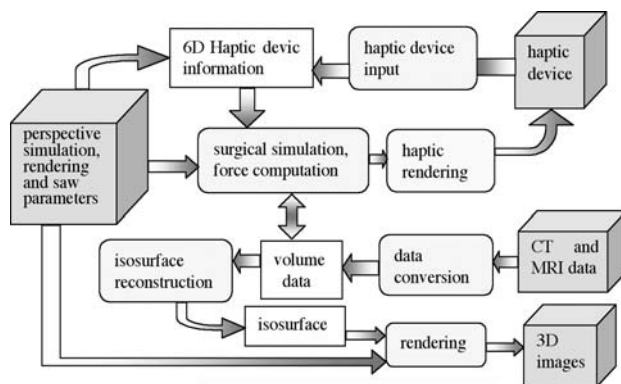 6D Haptic devic
information
haptic device
input
haptic
device
perspective
simulation,
rendering
and saw
parameters
surgical simulation,
force computation
haptic
rendering
isosurface
reconstruction
volume
data
data
conversion
CT and
MRI data
isosurface
rendering
3D
images